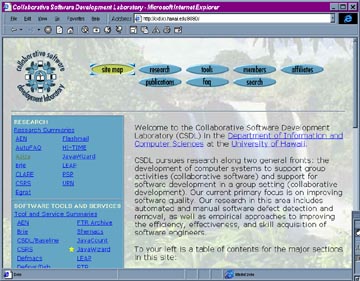 Collaborative Software Development Laboratory - Microsoft Internet Explorer
File Edit View Go Favorites Help
Address http://csdl.ics.hawaii.edu:8080/
collaborative software development laboratory
site map research tools members affiliates
publications faq search
RESEARCH
Research Summaries
AEN Flashmail
AutoFAQ HI-TIME
JavaWizard
Brie LEAP
CLARE PSP
CSRS URN
Egret
SOFTWARE TOOLS AND SERVICES
Tool and Service Summaries
AEN FTP Archive
Brie Shemacs
CSDL/Baseline JavaCount
CSRS JavaWizard
Defmacs LEAP
Welcome to the Collaborative Software Development
Laboratory (CSDL) in the Department of Information
and Computer Sciences at the University of Hawaii.
CSDL pursues research along two general fronts: the
development of computer systems to support group
activities (collaborative software) and support for
software development in a group setting (collaborative
development). Our current primary focus is on improving
software quality. Our research in this area includes
automated and manual software defect detection and
removal, as well as empirical approaches to improving
the efficiency, effectiveness, and skill acquisition of
software engineers.
To your left is a table of contents for the major sections
in this site: